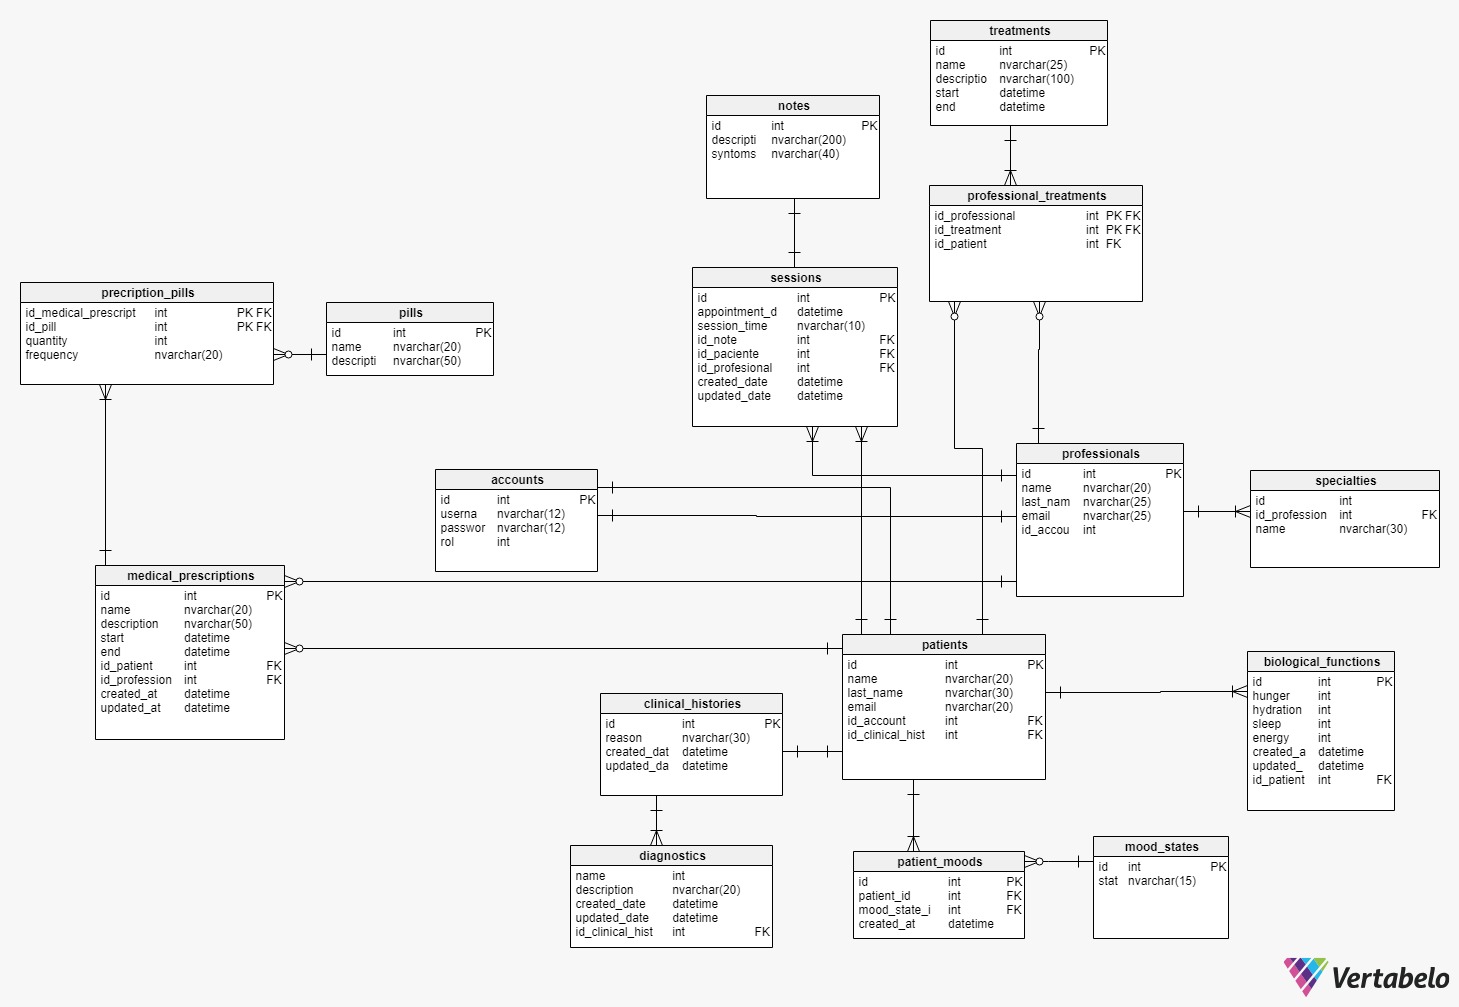 treatments
id int PK
name nvarchar(25)
descriptio nvarchar(100)
start datetime
end datetime
notes
id int PK
descripti nvarchar(200)
syntoms nvarchar(40)
professional_treatments
id_professional int PK FK
id_treatment int PK FK
id_patient int FK
sessions
id int PK
appointment_d datetime
session_time nvarchar(10)
id_note int FK
id_paciente int FK
id_profesional int FK
created_date datetime
updated_date datetime
precription_pills
id_medical_prescript int PK FK
id_pill int PK FK
quantity int
frequency nvarchar(20)
pills
id int PK
name nvarchar(20)
descripti nvarchar(50)
professionals
id int PK
name nvarchar(20)
last_nam nvarchar(25)
email nvarchar(25)
id_accou int
specialties
id int
id_profession int FK
name nvarchar(30)
accounts
id int PK
userna nvarchar(12)
passwor nvarchar(12)
rol int
medical_prescriptions
id int PK
name nvarchar(20)
description nvarchar(50)
start datetime
end datetime
id_patient int FK
id_profession int FK
created_at datetime
updated_at datetime
patients
id int PK
name nvarchar(20)
last_name nvarchar(30)
email nvarchar(20)
id_account int FK
id_clinical_hist int FK
biological_functions
id int PK
hunger int
hydration int
sleep int
energy int
created_a datetime
updated_ datetime
id_patient int FK
clinical_histories
id int PK
reason nvarchar(30)
created_dat datetime
updated_da datetime
diagnostics
name int
description nvarchar(20)
created_date datetime
updated_date datetime
id_clinical_hist int FK
patient_moods
id int PK
patient_id int FK
mood_state_i int FK
created_at datetime
mood_states
id int PK
stat nvarchar(15)
Vertabelo